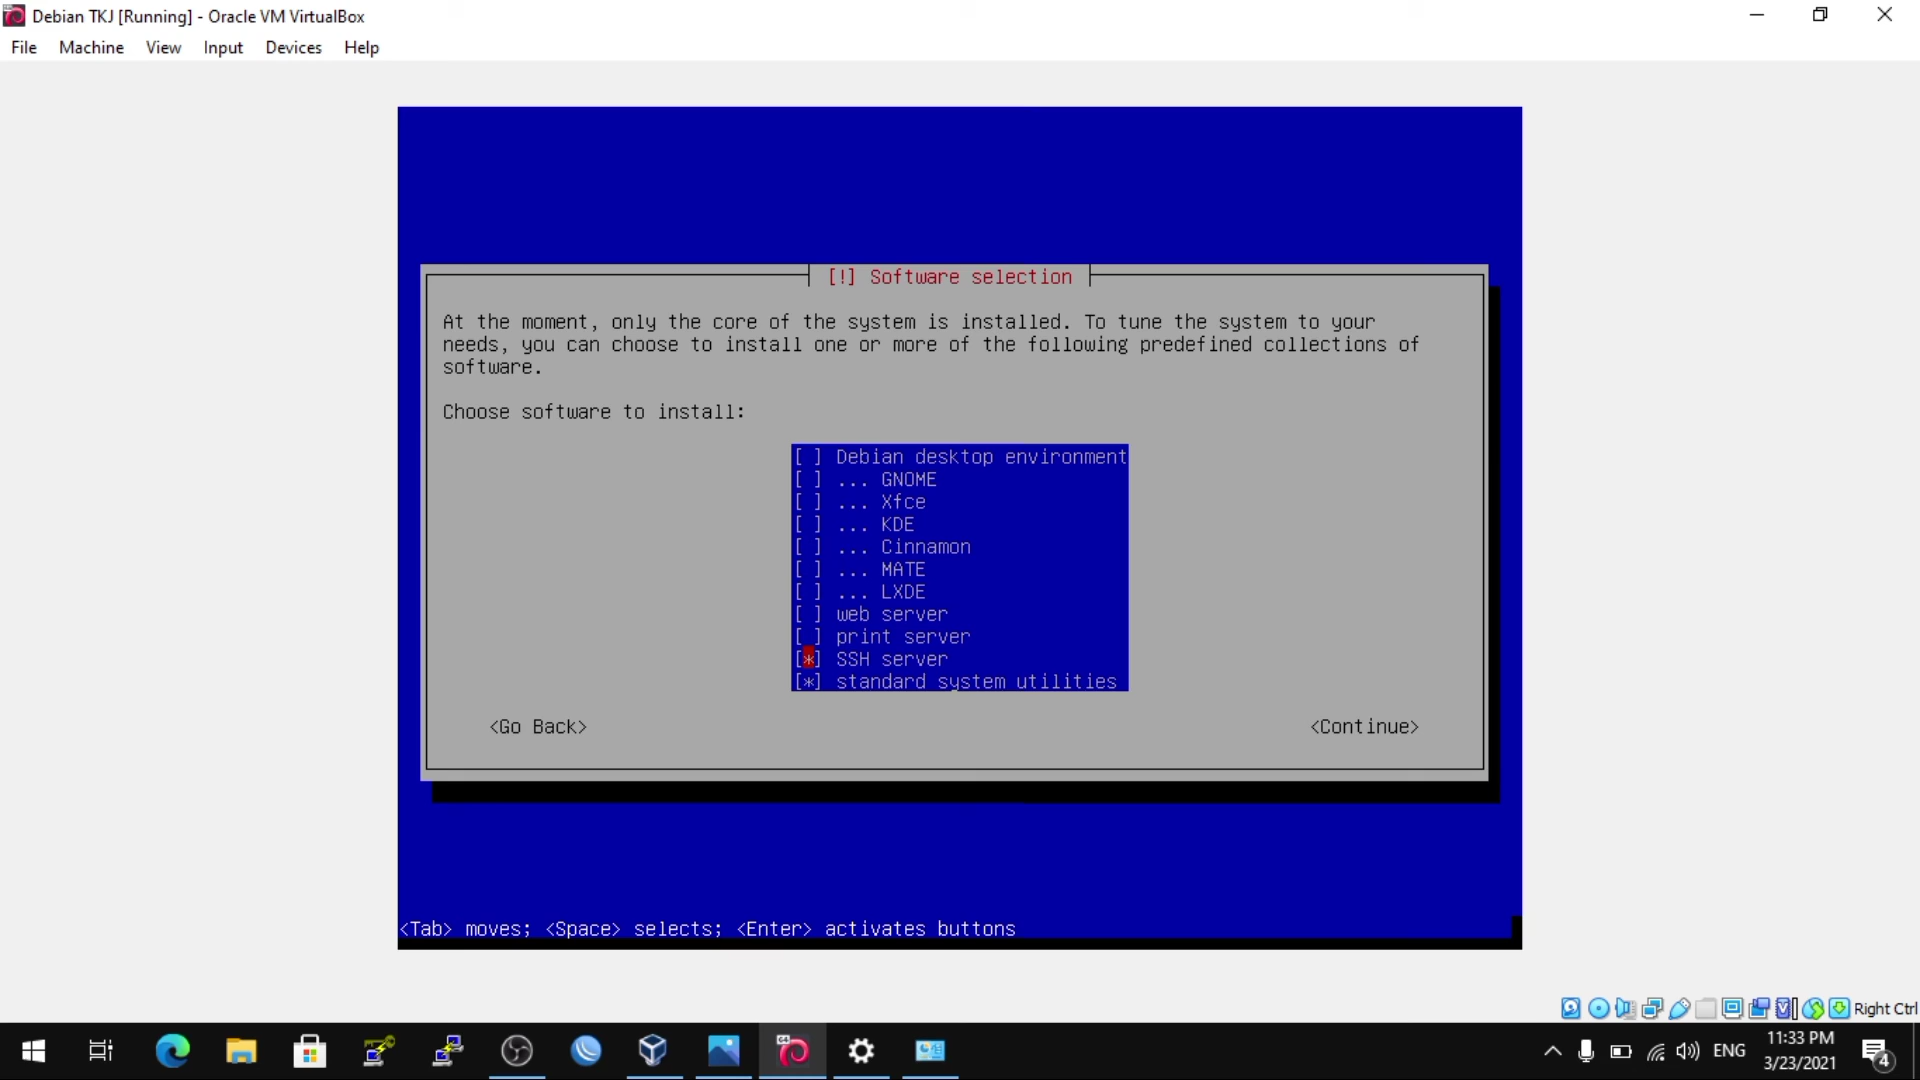 Debian TKJ [Running] - Oracle VM VirtualBox
File Machine View Input Devices Help
[!] Software selection
At the moment, only the core of the system is installed. To tune the system to your
needs, you can choose to install one or more of the following predefined collections of
software.
Choose software to install:
[ ] Debian desktop environment
[ ] ... GNOME
[ ] ... Xfce
[ ] ... KDE
[ ] ... Cinnamon
[ ] ... MATE
[ ] ... LXDE
[ ] web server
[ ] print server
[*] SSH server
[*] standard system utilities
<Go Back> <Continue>
<Tab> moves; <Space> selects; <Enter> activates buttons
Right Ctrl
64
ENG
11:33 PM
3/23/2021
4